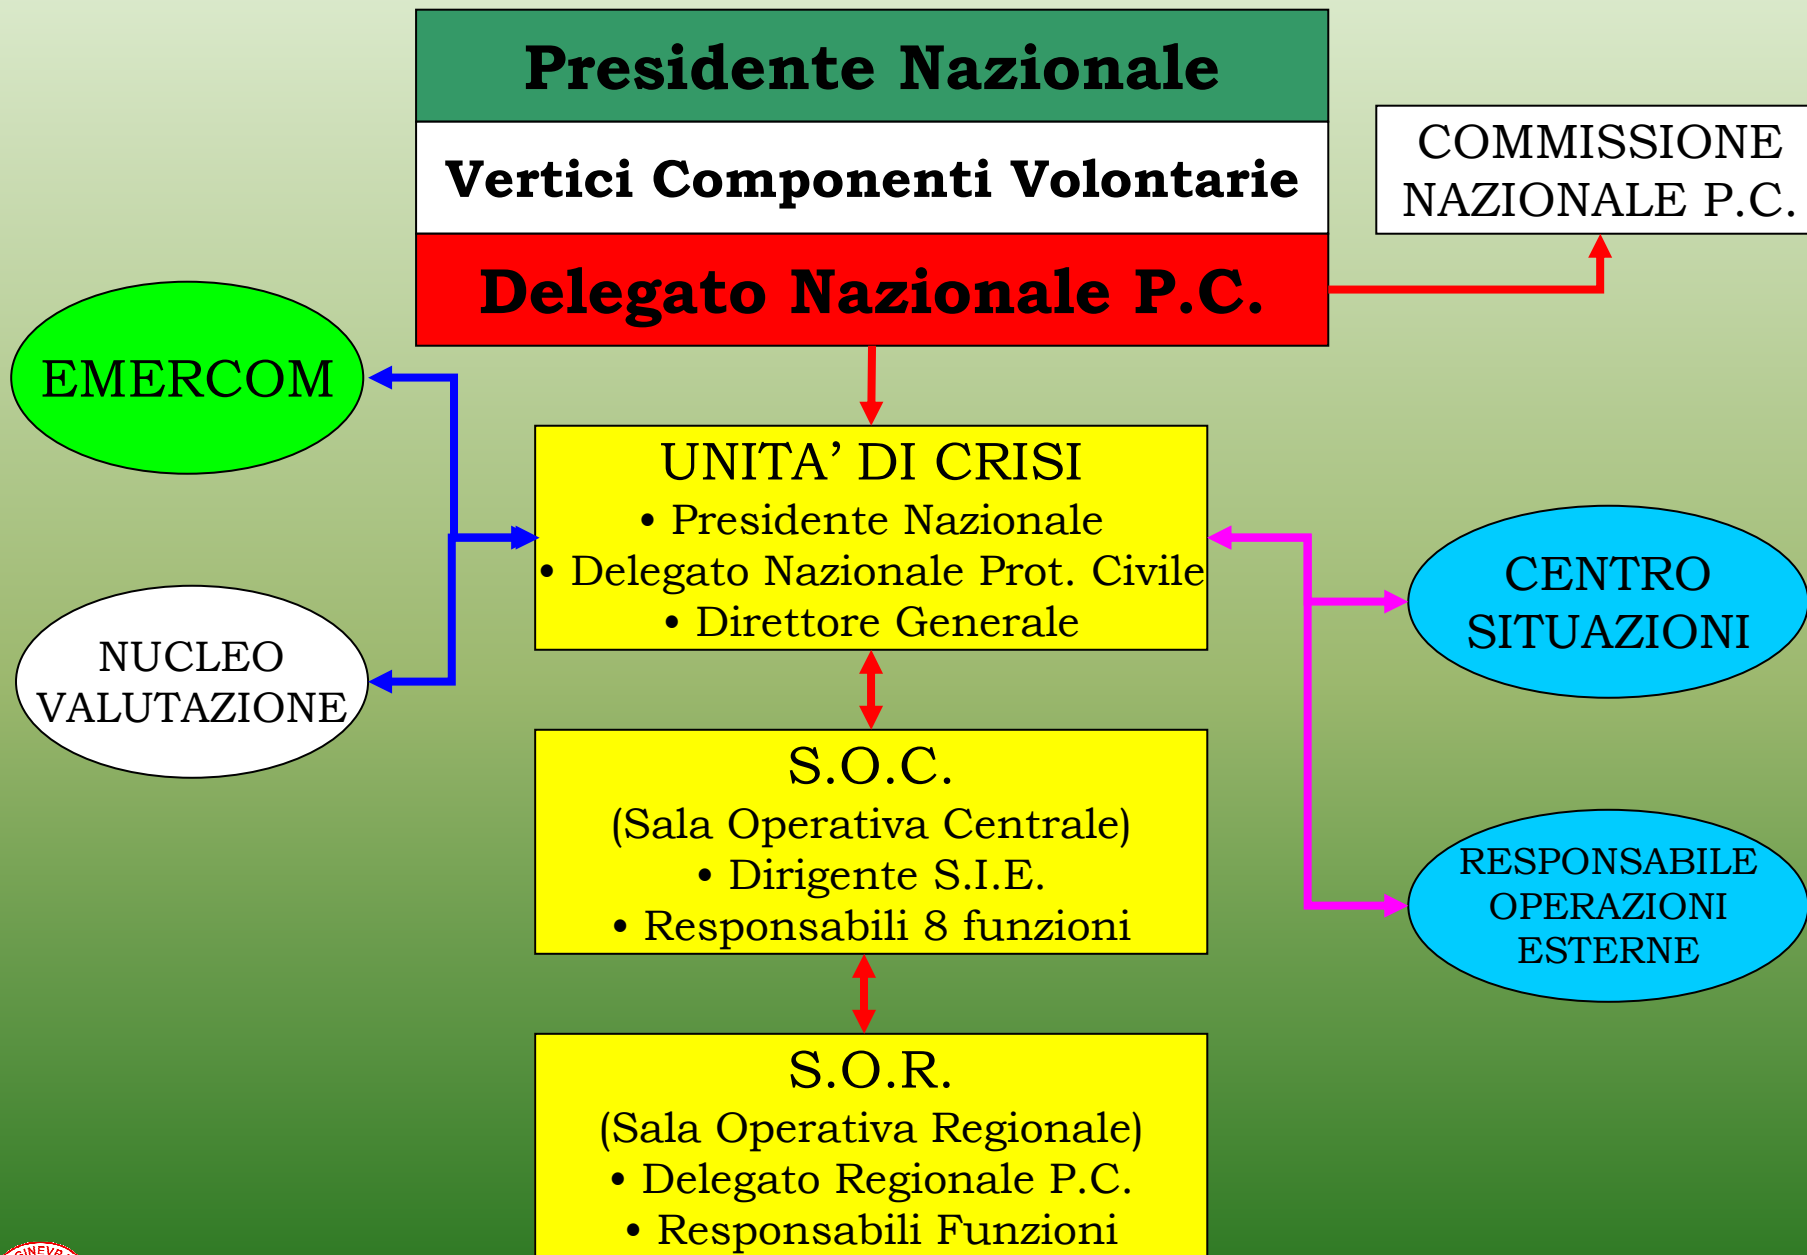 Presidente Nazionale
Vertici Componenti Volontarie
Delegato Nazionale P.C.
COMMISSIONE
NAZIONALE P.C.
EMERCOM
UNITA’ DI CRISI
• Presidente Nazionale
• Delegato Nazionale Prot. Civile
• Direttore Generale
NUCLEO
VALUTAZIONE
CENTRO
SITUAZIONI
S.O.C.
(Sala Operativa Centrale)
• Dirigente S.I.E.
• Responsabili 8 funzioni
RESPONSABILE
OPERAZIONI
ESTERNE
S.O.R.
(Sala Operativa Regionale)
• Delegato Regionale P.C.
• Responsabili Funzioni